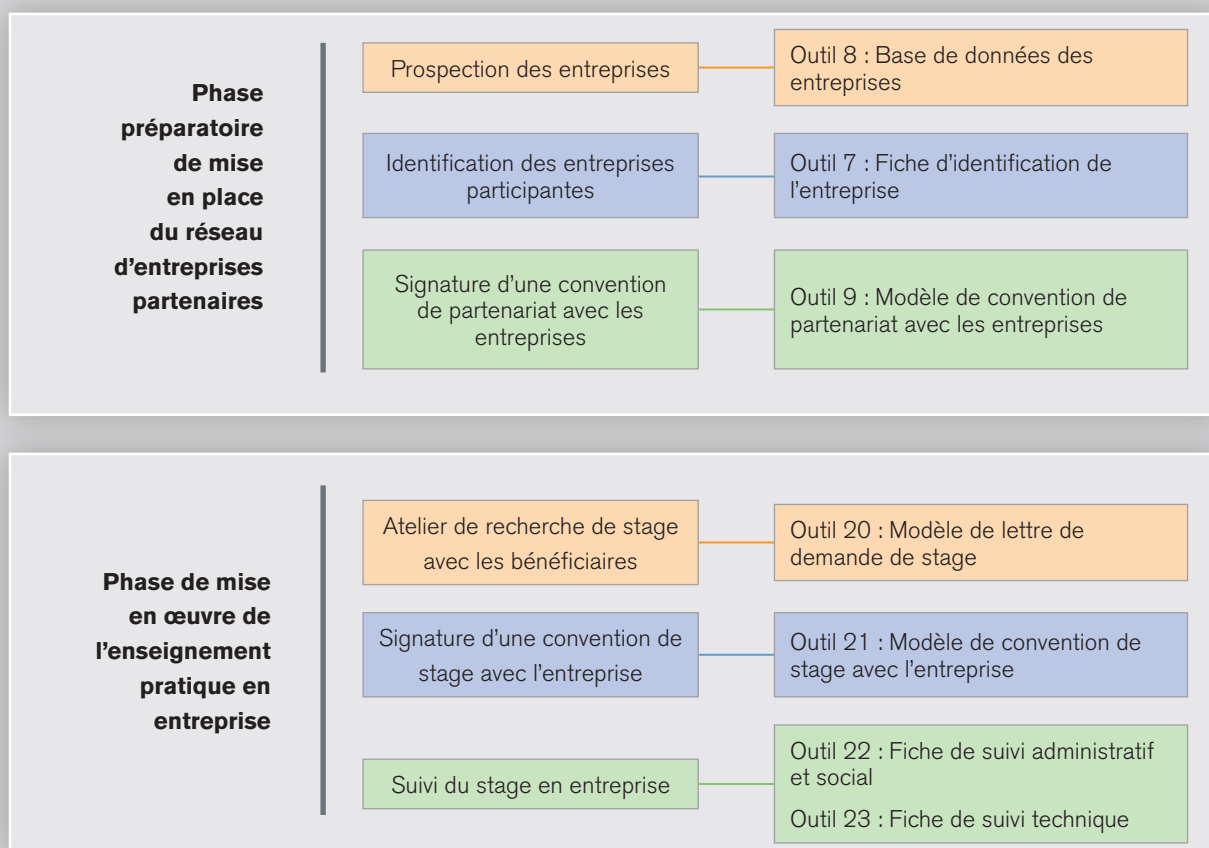 Phase
préparatoire
de mise
en place
du réseau
d’entreprises
partenaires
Prospection des entreprises
Outil 8 : Base de données des
entreprises
Identification des entreprises
participantes
Outil 7 : Fiche d’identification de
l’entreprise
Signature d’une convention
de partenariat avec les
entreprises
Outil 9 : Modèle de convention de
partenariat avec les entreprises
Phase de mise
en œuvre de
l’enseignement
pratique en
entreprise
Atelier de recherche de stage
avec les bénéficiaires
Outil 20 : Modèle de lettre de
demande de stage
Signature d’une convention de
stage avec l’entreprise
Outil 21 : Modèle de convention de
stage avec l’entreprise
Suivi du stage en entreprise
Outil 22 : Fiche de suivi administratif
et social
Outil 23 : Fiche de suivi technique